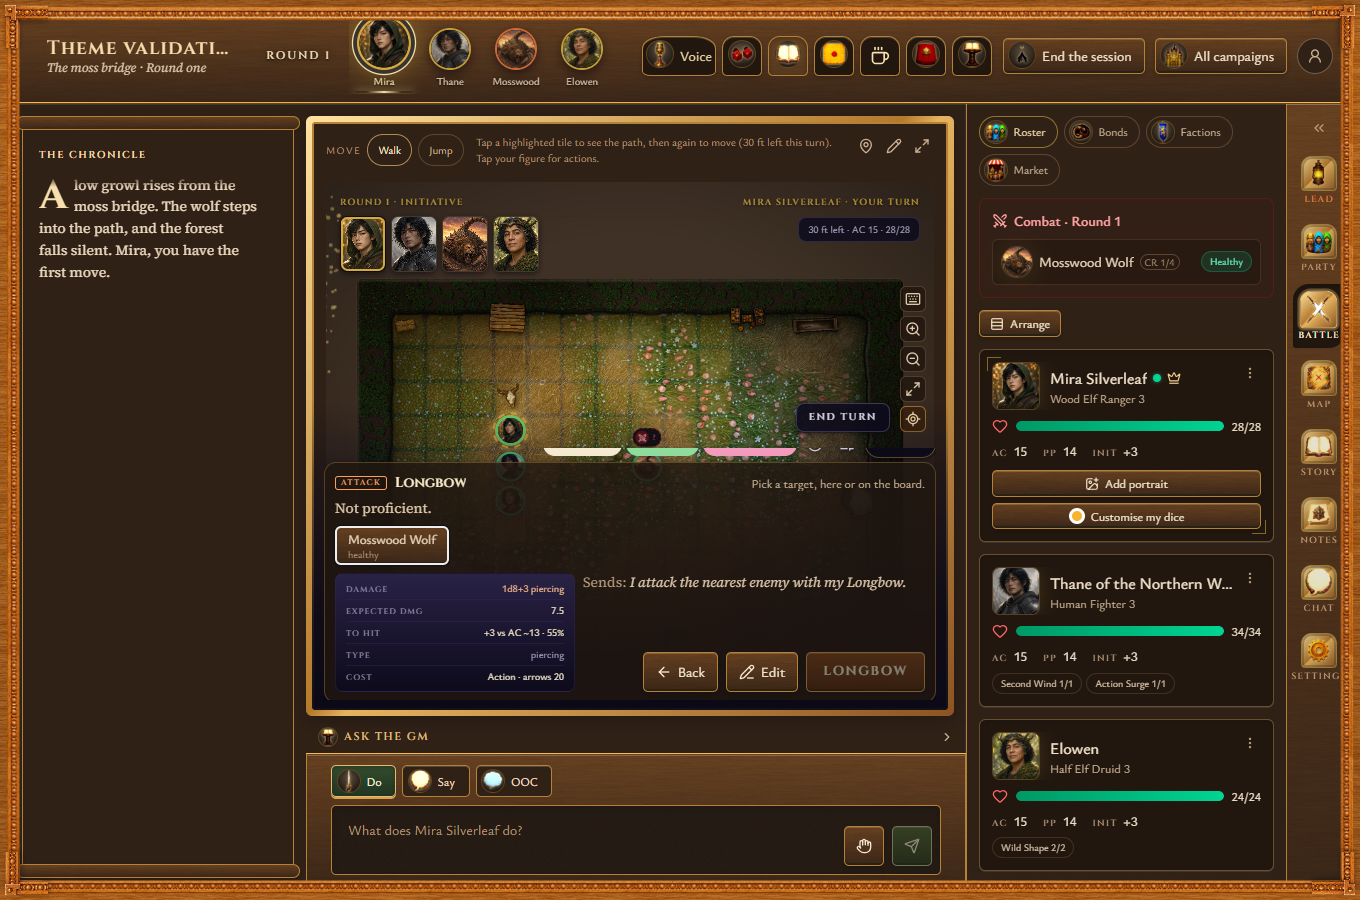 THEME VALIDATI...
The moss bridge · Round one
ROUND 1
Mira
Thane
Mosswood
Elowen
Voice
End the session
All campaigns
THE CHRONICLE
A low growl rises from the
moss bridge. The wolf steps
into the path, and the forest
falls silent. Mira, you have the
first move.
MOVE
Walk
Jump
Tap a highlighted tile to see the path, then again to move (30 ft left this turn).
Tap your figure for actions.
ROUND 1 · INITIATIVE
MIRA SILVERLEAF · YOUR TURN
30 ft left · AC 15 · 28/28
END TURN
ATTACK
LONGBOW
Pick a target, here or on the board.
Not proficient.
Mosswood Wolf
healthy
DAMAGE 1d8+3 piercing
EXPECTED DMG 7.5
TO HIT +3 vs AC ~13 · 55%
TYPE piercing
COST Action · arrows 20
Sends: I attack the nearest enemy with my Longbow.
Back
Edit
LONGBOW
ASK THE GM
Do
Say
OOC
What does Mira Silverleaf do?
Roster
Bonds
Factions
Market
Combat · Round 1
Mosswood Wolf CR 1/4 Healthy
Arrange
Mira Silverleaf
Wood Elf Ranger 3
28/28
AC 15 PP 14 INIT +3
Add portrait
Customise my dice
Thane of the Northern W...
Human Fighter 3
34/34
AC 15 PP 14 INIT +3
Second Wind 1/1 Action Surge 1/1
Elowen
Half Elf Druid 3
24/24
AC 15 PP 14 INIT +3
Wild Shape 2/2
LEAD
PARTY
BATTLE
MAP
STORY
NOTES
CHAT
SETTING